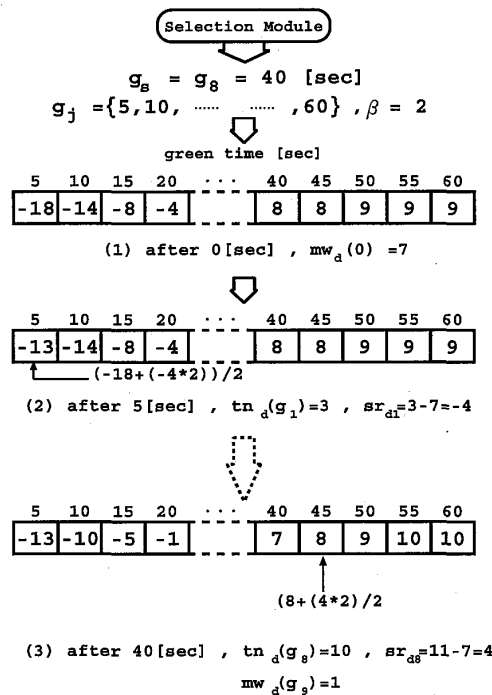 Selection Module
g_s = g_8 = 40 [sec]
g_j ={5,10, ...... ...... ,60} ,β = 2
green time [sec]
5 10 15 20 ··· 40 45 50 55 60
-18 -14 -8 -4 8 8 9 9 9
(1) after 0[sec] , mw_d(0) =7
5 10 15 20 ··· 40 45 50 55 60
-13 -14 -8 -4 8 8 9 9 9
(-18+(-4*2))/2
(2) after 5[sec] , tn_d(g_1)=3 , sr_d1=3-7=-4
5 10 15 20 ··· 40 45 50 55 60
-13 -10 -5 -1 7 8 9 10 10
(8+(4*2)/2
(3) after 40[sec] , tn_d(g_8)=10 , sr_d8=11-7=4
mw_d(g_9)=1